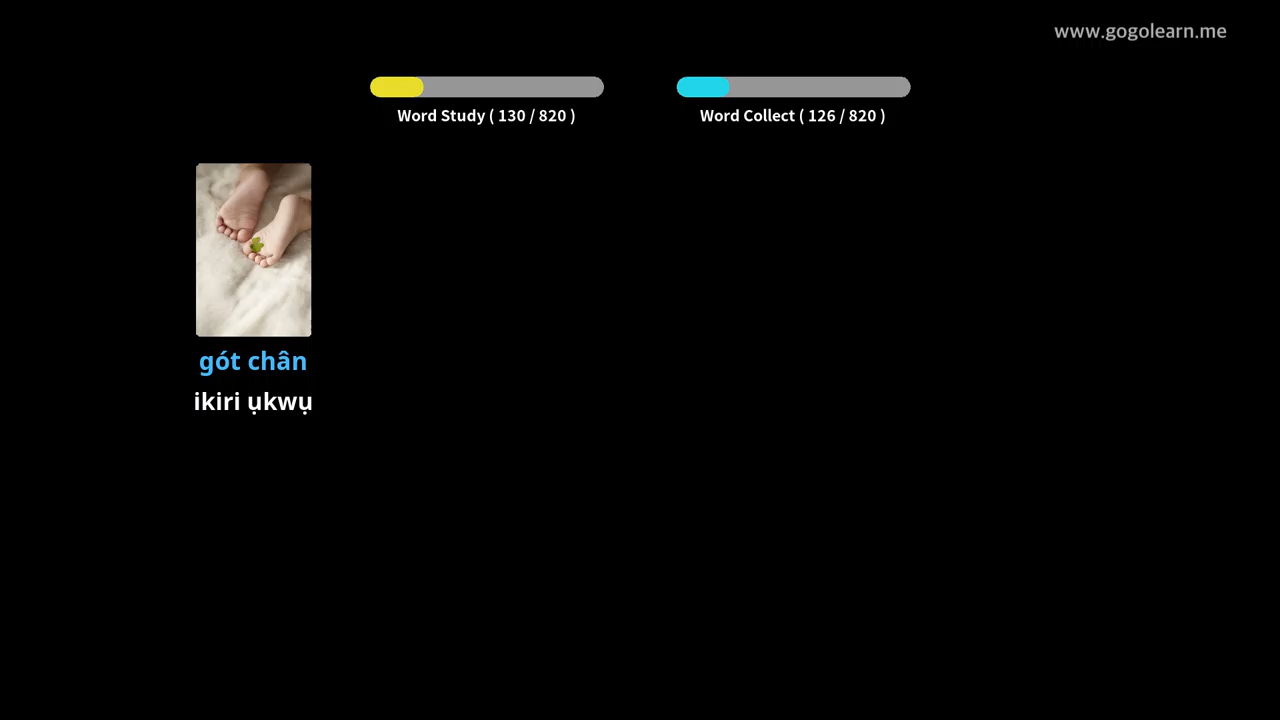 www.gogolearn.me
Word Study ( 130 / 820 )
Word Collect ( 126 / 820 )
gót chân
ikiri ụkwụ